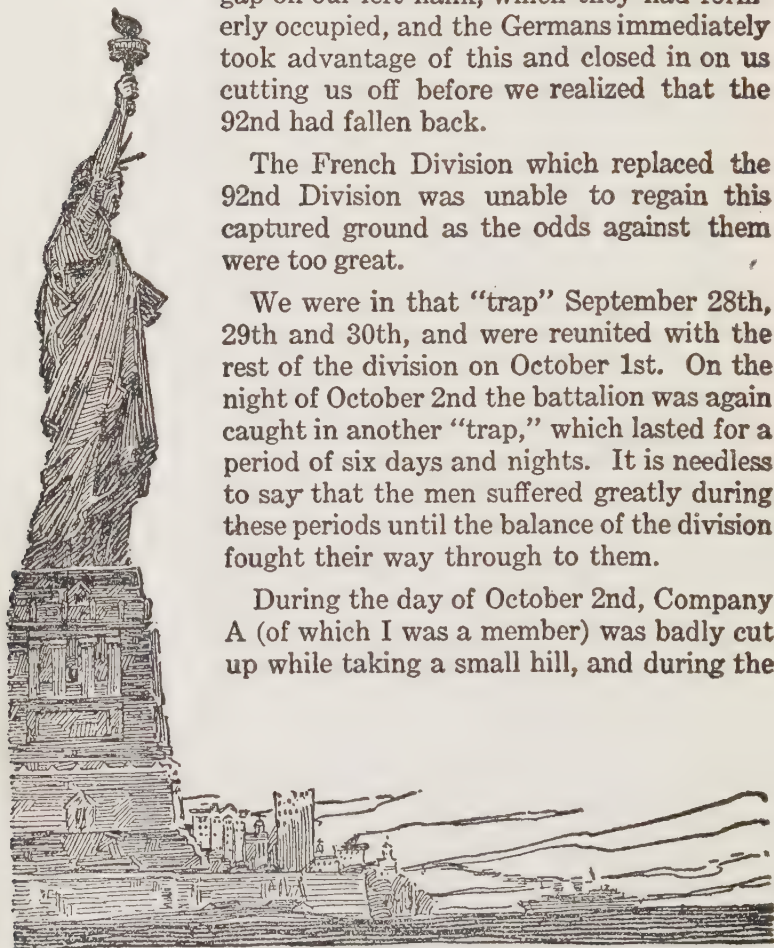 gap on our left flank, which they had form-
erly occupied, and the Germans immediately
took advantage of this and closed in on us
cutting us off before we realized that the
92nd had fallen back.
The French Division which replaced the
92nd Division was unable to regain this
captured ground as the odds against them
were too great.
We were in that “trap” September 28th,
29th and 30th, and were reunited with the
rest of the division on October 1st. On the
night of October 2nd the battalion was again
caught in another “trap,” which lasted for a
period of six days and nights. It is needless
to say that the men suffered greatly during
these periods until the balance of the division
fought their way through to them.
During the day of October 2nd, Company
A (of which I was a member) was badly cut
up while taking a small hill, and during the